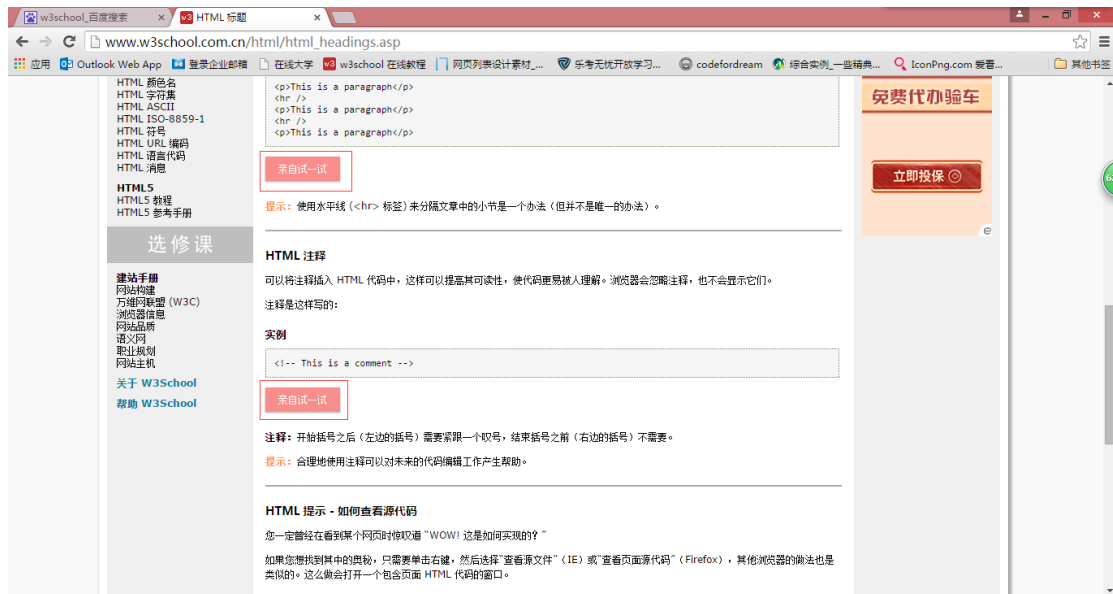 w3school_百度搜索
HTML 标题
www.w3school.com.cn/html/html_headings.asp
应用 Outlook Web App 登录企业邮箱 在线大学 w3school 在线教程 网页列表设计素材_... 乐考无忧开放学习... codefordream 综合实例_一些精典... IconPng.com 爱看... 其他书签
HTML 颜色名
HTML 字符集
HTML ASCII
HTML ISO-8859-1
HTML 符号
HTML URL 编码
HTML 语言代码
HTML 消息
HTML5
HTML5 教程
HTML5 参考手册
选修课
建站手册
网站构建
万维网联盟 (W3C)
浏览器信息
网站品质
语义网
职业规划
网站主机
关于 W3School
帮助 W3School
<p>This is a paragraph</p>
<hr />
<p>This is a paragraph</p>
<hr />
<p>This is a paragraph</p>
亲自试一试
提示：使用水平线 (<hr> 标签) 来分隔文章中的小节是一个办法（但并不是唯一的办法）。
HTML 注释
可以将注释插入 HTML 代码中，这样可以提高其可读性，使代码更易被人理解。浏览器会忽略注释，也不会显示它们。
注释是这样写的：
实例
<!-- This is a comment -->
亲自试一试
注释：开始括号之后（左边的括号）需要紧跟一个叹号，结束括号之前（右边的括号）不需要。
提示：合理地使用注释可以对未来的代码编辑工作产生帮助。
HTML 提示 - 如何查看源代码
您一定曾经在看到某个网页时惊叹道 "WOW! 这是如何实现的？"
如果您想找到其中的奥秘，只需要单击右键，然后选择"查看源文件"（IE）或"查看页面源代码"（Firefox），其他浏览器的做法也是
类似的。这么做会打开一个包含页面 HTML 代码的窗口。
免费代办验车
立即投保